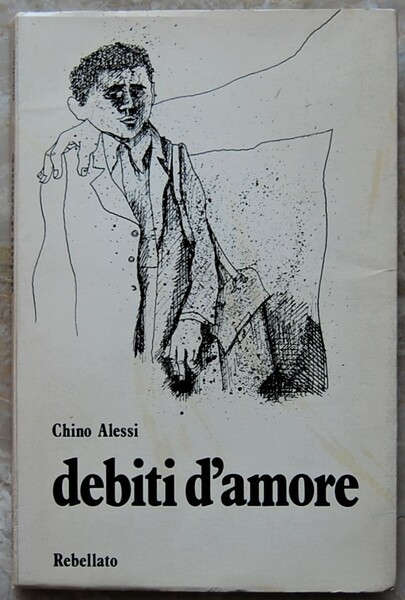 Chino Alessi
debiti d'amore
Rebellato